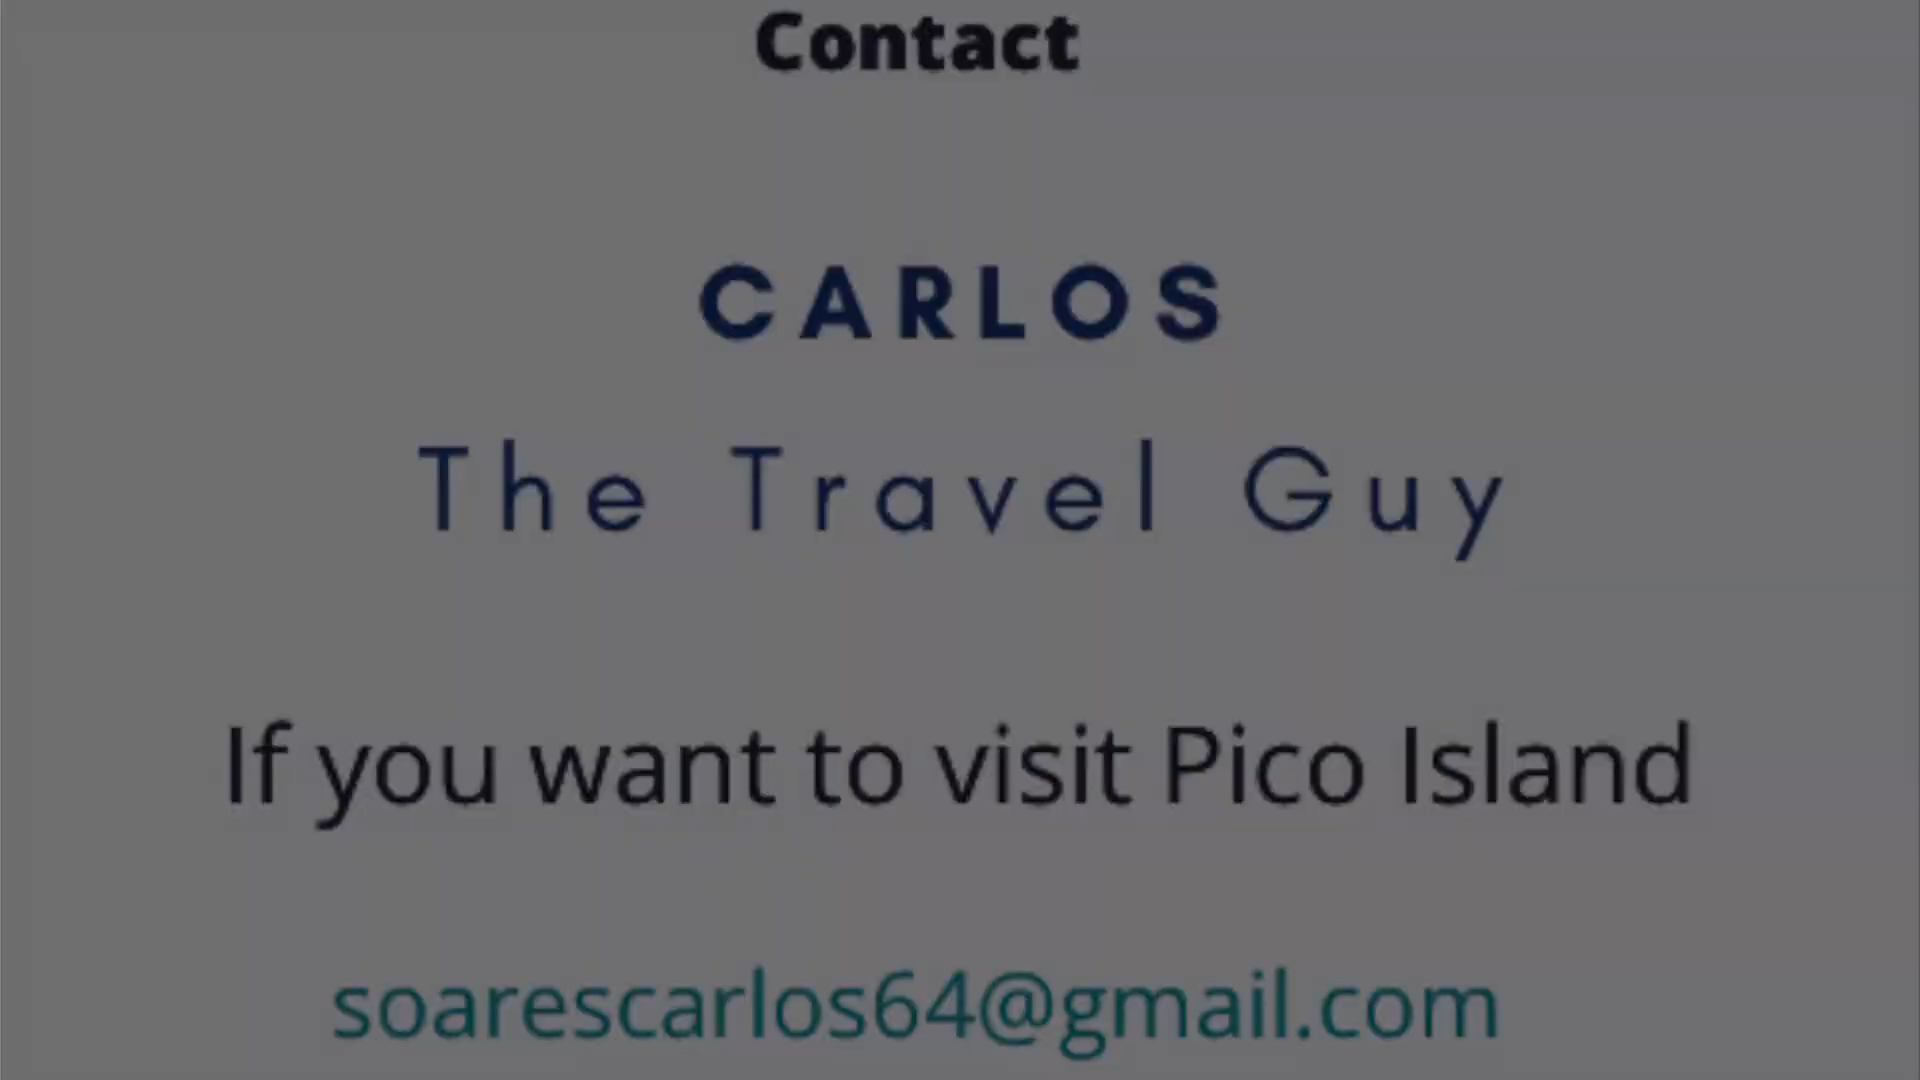 Contact
CARLOS
The Travel Guy
If you want to visit Pico Island
soarescarlos64@gmail.com